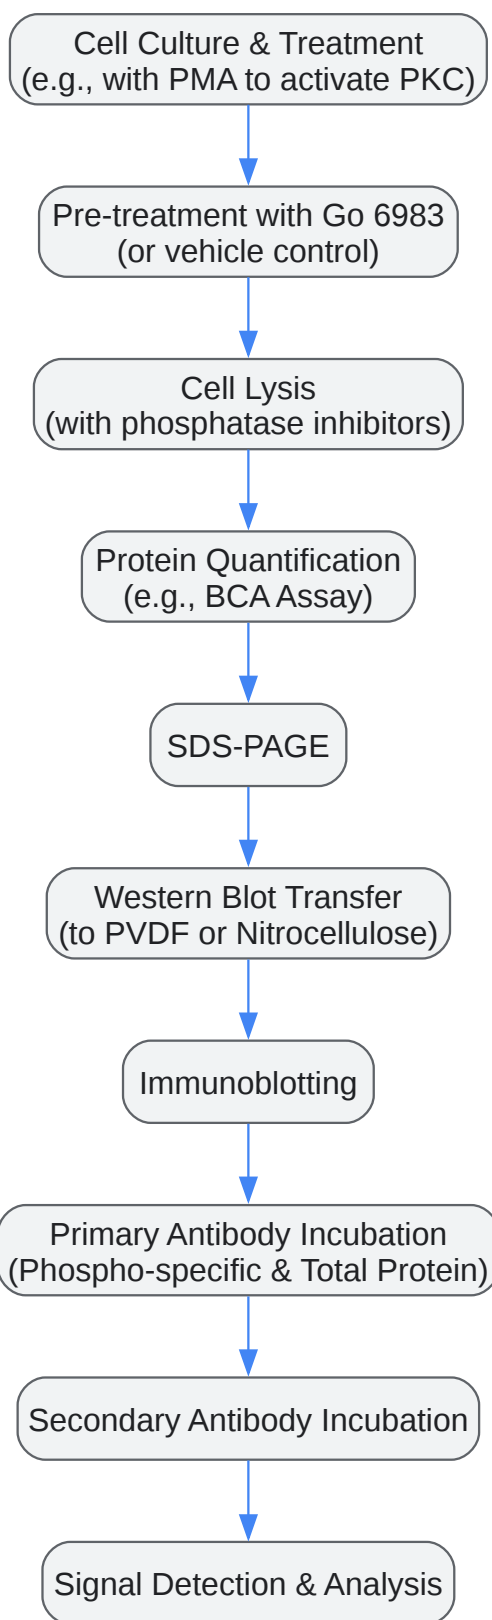 Cell Culture & Treatment
(e.g., with PMA to activate PKC)
Pre-treatment with Go 6983
(or vehicle control)
Cell Lysis
(with phosphatase inhibitors)
Protein Quantification
(e.g., BCA Assay)
SDS-PAGE
Western Blot Transfer
(to PVDF or Nitrocellulose)
Immunoblotting
Primary Antibody Incubation
(Phospho-specific & Total Protein)
Secondary Antibody Incubation
Signal Detection & Analysis